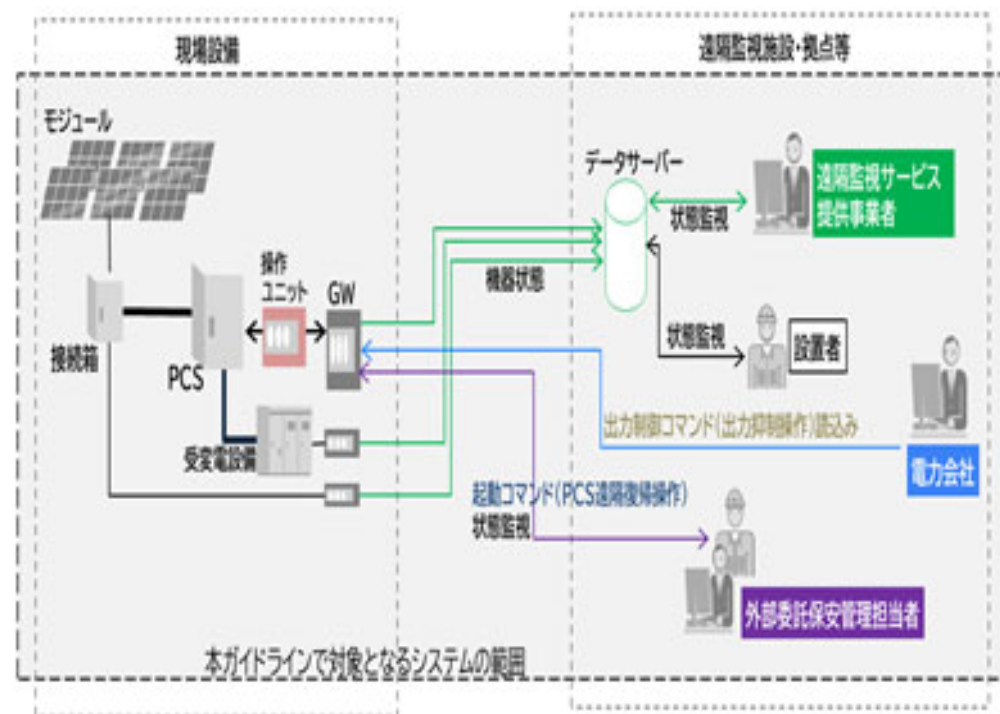 現場設備
遠隔監視施設・拠点等
モジュール
データサーバー
遠隔監視サービス
提供事業者
状態監視
操作
ユニット
GW
機器状態
接続箱
PCS
状態監視
設置者
受変電設備
出力制御コマンド(出力抑制操作)読込み
電力会社
起動コマンド(PCS遠隔復帰操作)
状態監視
外部委託保安管理担当者
本ガイドラインで対象となるシステムの範囲